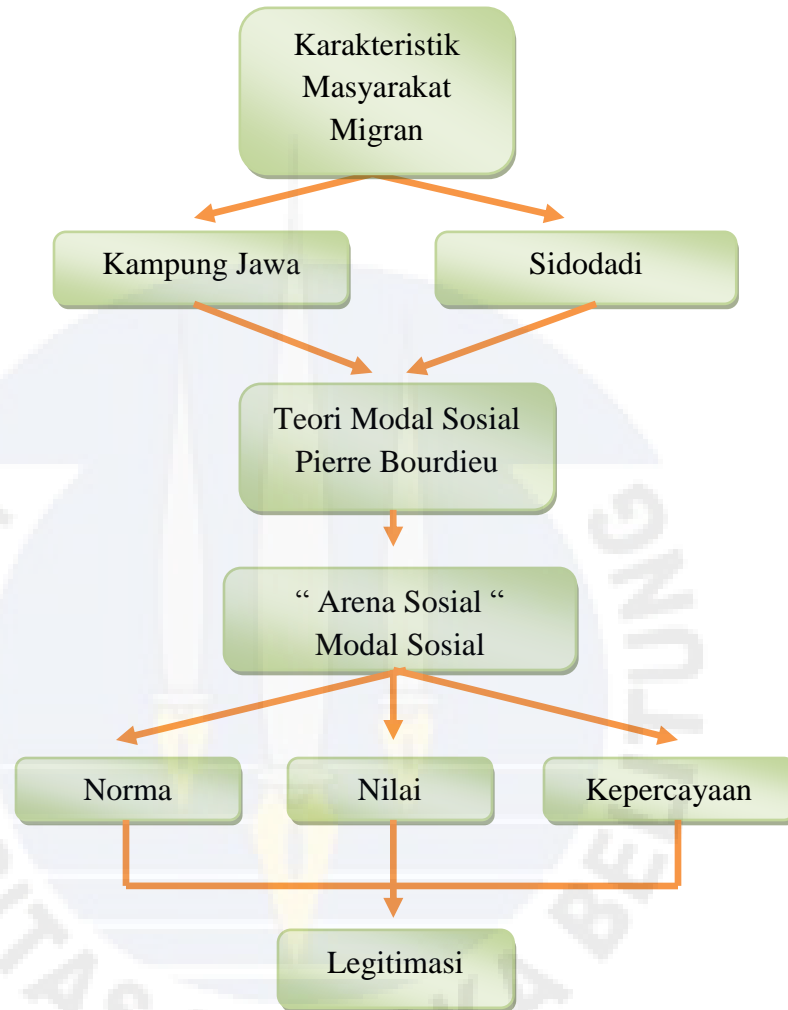 Karakteristik
Masyarakat
Migran
Kampung Jawa
Sidodadi
Teori Modal Sosial
Pierre Bourdieu
“ Arena Sosial “
Modal Sosial
Norma
Nilai
Kepercayaan
Legitimasi